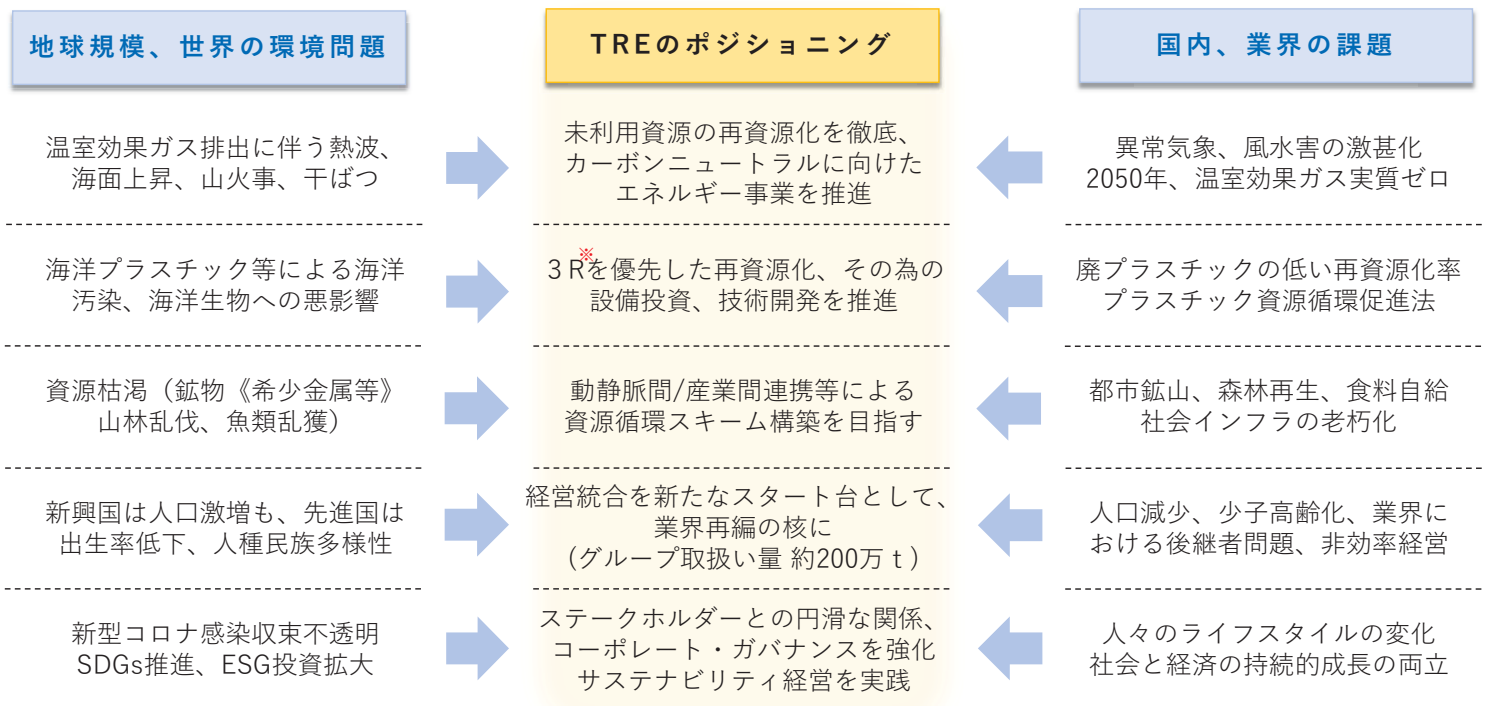 地球規模、世界の環境問題
TREのポジショニング
国内、業界の課題
温室効果ガス排出に伴う熱波、
海面上昇、山火事、干ばつ
未利用資源の再資源化を徹底、
カーボンニュートラルに向けた
エネルギー事業を推進
異常気象、風水害の激甚化
2050年、温室効果ガス実質ゼロ
海洋プラスチック等による海洋
汚染、海洋生物への悪影響
３R※を優先した再資源化、その為の
設備投資、技術開発を推進
廃プラスチックの低い再資源化率
プラスチック資源循環促進法
資源枯渇（鉱物《希少金属等》
山林乱伐、魚類乱獲）
動静脈間/産業間連携等による
資源循環スキーム構築を目指す
都市鉱山、森林再生、食料自給
社会インフラの老朽化
新興国は人口激増も、先進国は
出生率低下、人種民族多様性
経営統合を新たなスタート台として、
業界再編の核に
（グループ取扱い量 約200万ｔ）
人口減少、少子高齢化、業界に
おける後継者問題、非効率経営
新型コロナ感染収束不透明
SDGs推進、ESG投資拡大
ステークホルダーとの円滑な関係、
コーポレート・ガバナンスを強化
サステナビリティ経営を実践
人々のライフスタイルの変化
社会と経済の持続的成長の両立